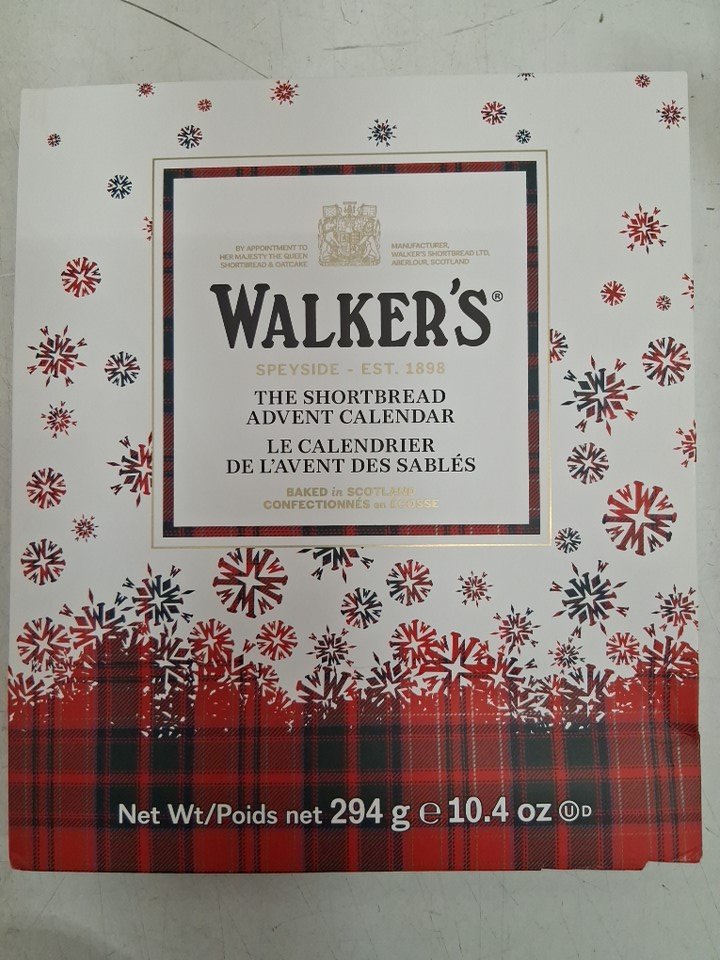 BY APPOINTMENT TO
HER MAJESTY THE QUEEN
SHORTBREAD & OATCAKE
MANUFACTURER,
WALKER'S SHORTBREAD LTD,
ABERLOUR, SCOTLAND
WALKER'S®
SPEYSIDE - EST. 1898
THE SHORTBREAD
ADVENT CALENDAR
LE CALENDRIER
DE L'AVENT DES SABLÉS
BAKED in SCOTLAND
CONFECTIONNÉS en ÉCOSSE
Net Wt/Poids net 294 g ℮ 10.4 oz Ⓤ D